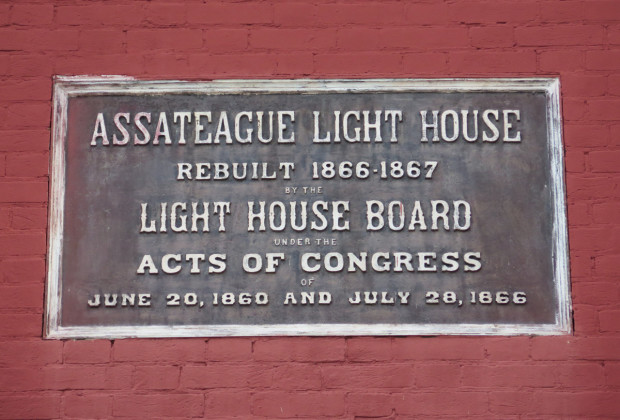 ASSATEAGUE LIGHT HOUSE
REBUILT 1866-1867
BY THE
LIGHT HOUSE BOARD
UNDER THE
ACTS OF CONGRESS
OF
JUNE 20, 1860 AND JULY 28, 1866